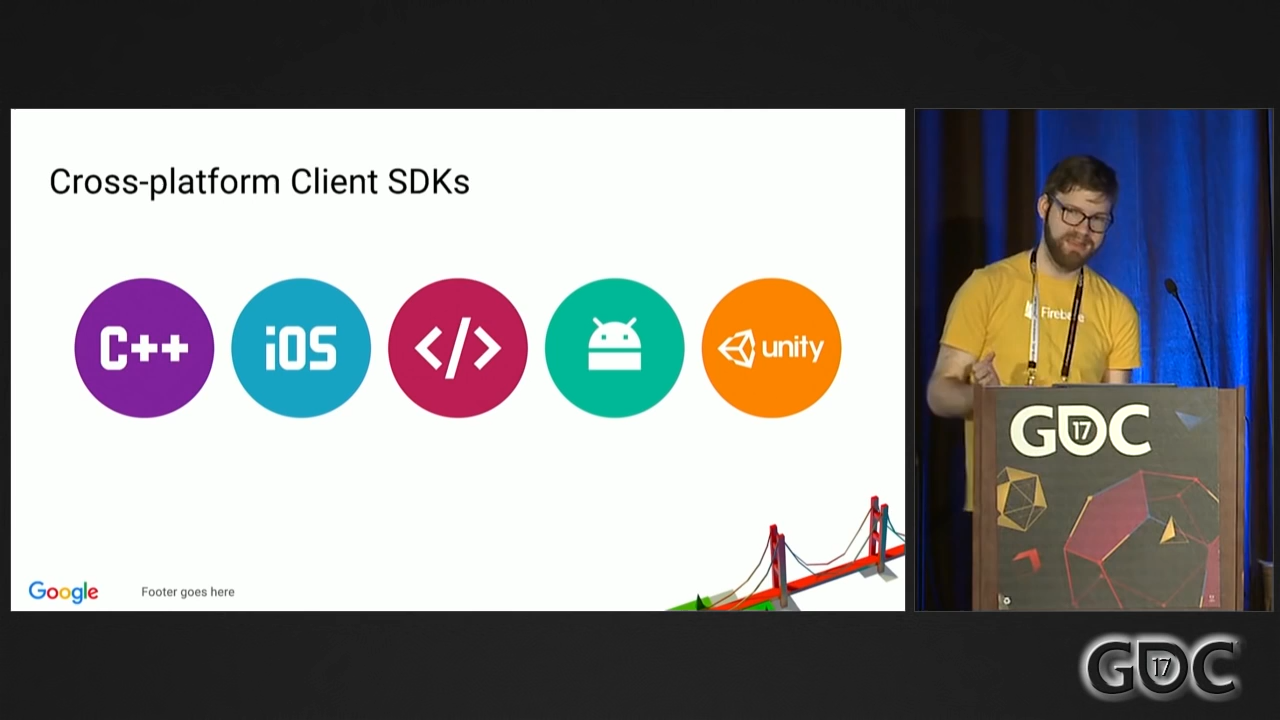 Cross-platform Client SDKs
C++
iOS
</>
unity
Google
Footer goes here
Firebase
GDC
17
GDC
17